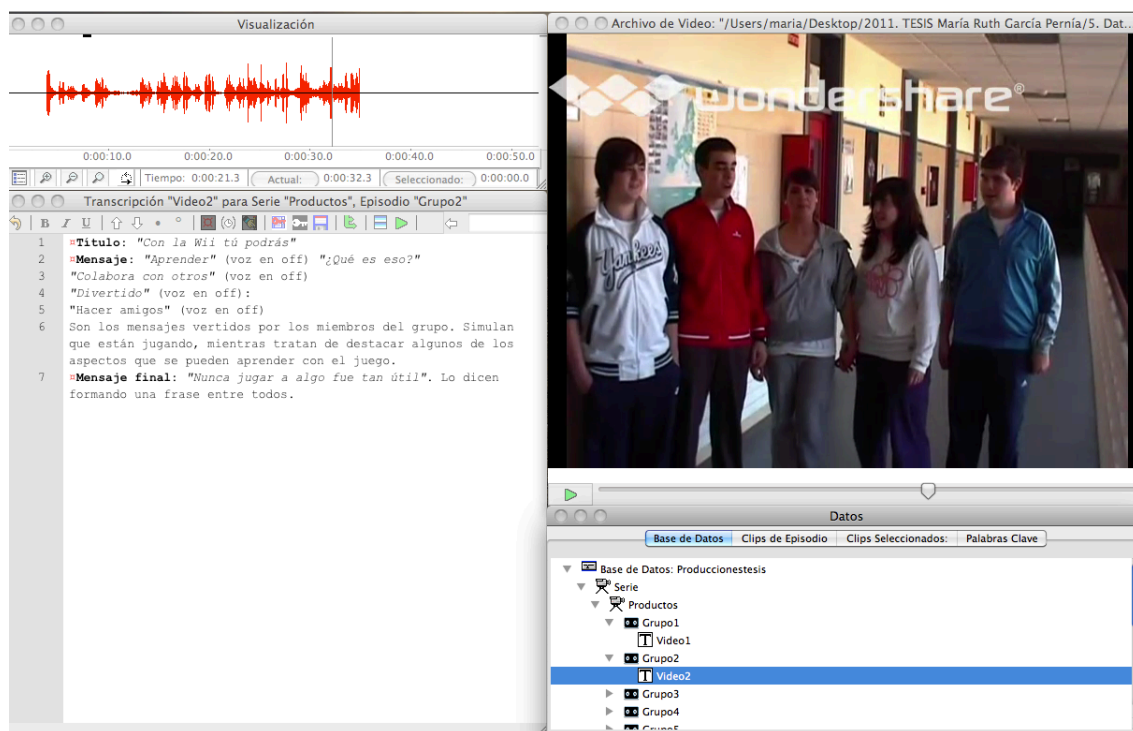 Visualización
0:00:10.0 0:00:20.0 0:00:30.0 0:00:40.0 0:00:50.0
Tiempo: 0:00:21.3 Actual: 0:00:32.3 Seleccionado: 0:00:00.0
Transcripción "Video2" para Serie "Productos", Episodio "Grupo2"
B I U
1 ¤Título: "Con la Wii tú podrás"
2 ¤Mensaje: "Aprender" (voz en off) "¿Qué es eso?"
3 "Colabora con otros" (voz en off)
4 "Divertido" (voz en off):
5 "Hacer amigos" (voz en off)
6 Son los mensajes vertidos por los miembros del grupo. Simulan
que están jugando, mientras tratan de destacar algunos de los
aspectos que se pueden aprender con el juego.
7 ¤Mensaje final: "Nunca jugar a algo fue tan útil". Lo dicen
formando una frase entre todos.
Archivo de Video: "/Users/maria/Desktop/2011. TESIS María Ruth García Pernía/5. Dat...
wondershare®
Yankees
Datos
Base de Datos Clips de Episodio Clips Seleccionados: Palabras Clave
Base de Datos: Produccionestesis
Serie
Productos
Grupo1
T Video1
Grupo2
T Video2
Grupo3
Grupo4
Grupo5